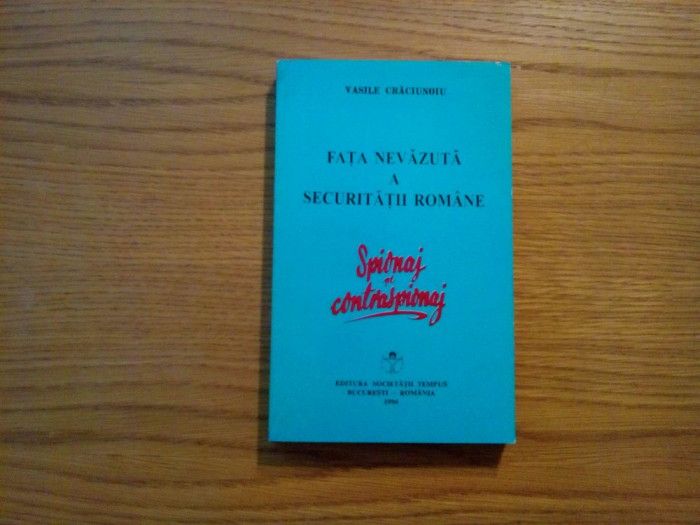 VASILE CRĂCIUNOIU
FAȚA NEVĂZUTĂ
A
SECURITĂȚII ROMÂNE
Spionaj
și
contraspionaj
EDITURA SOCIETĂȚII TEMPUS
BUCUREȘTI - ROMÂNIA
1996